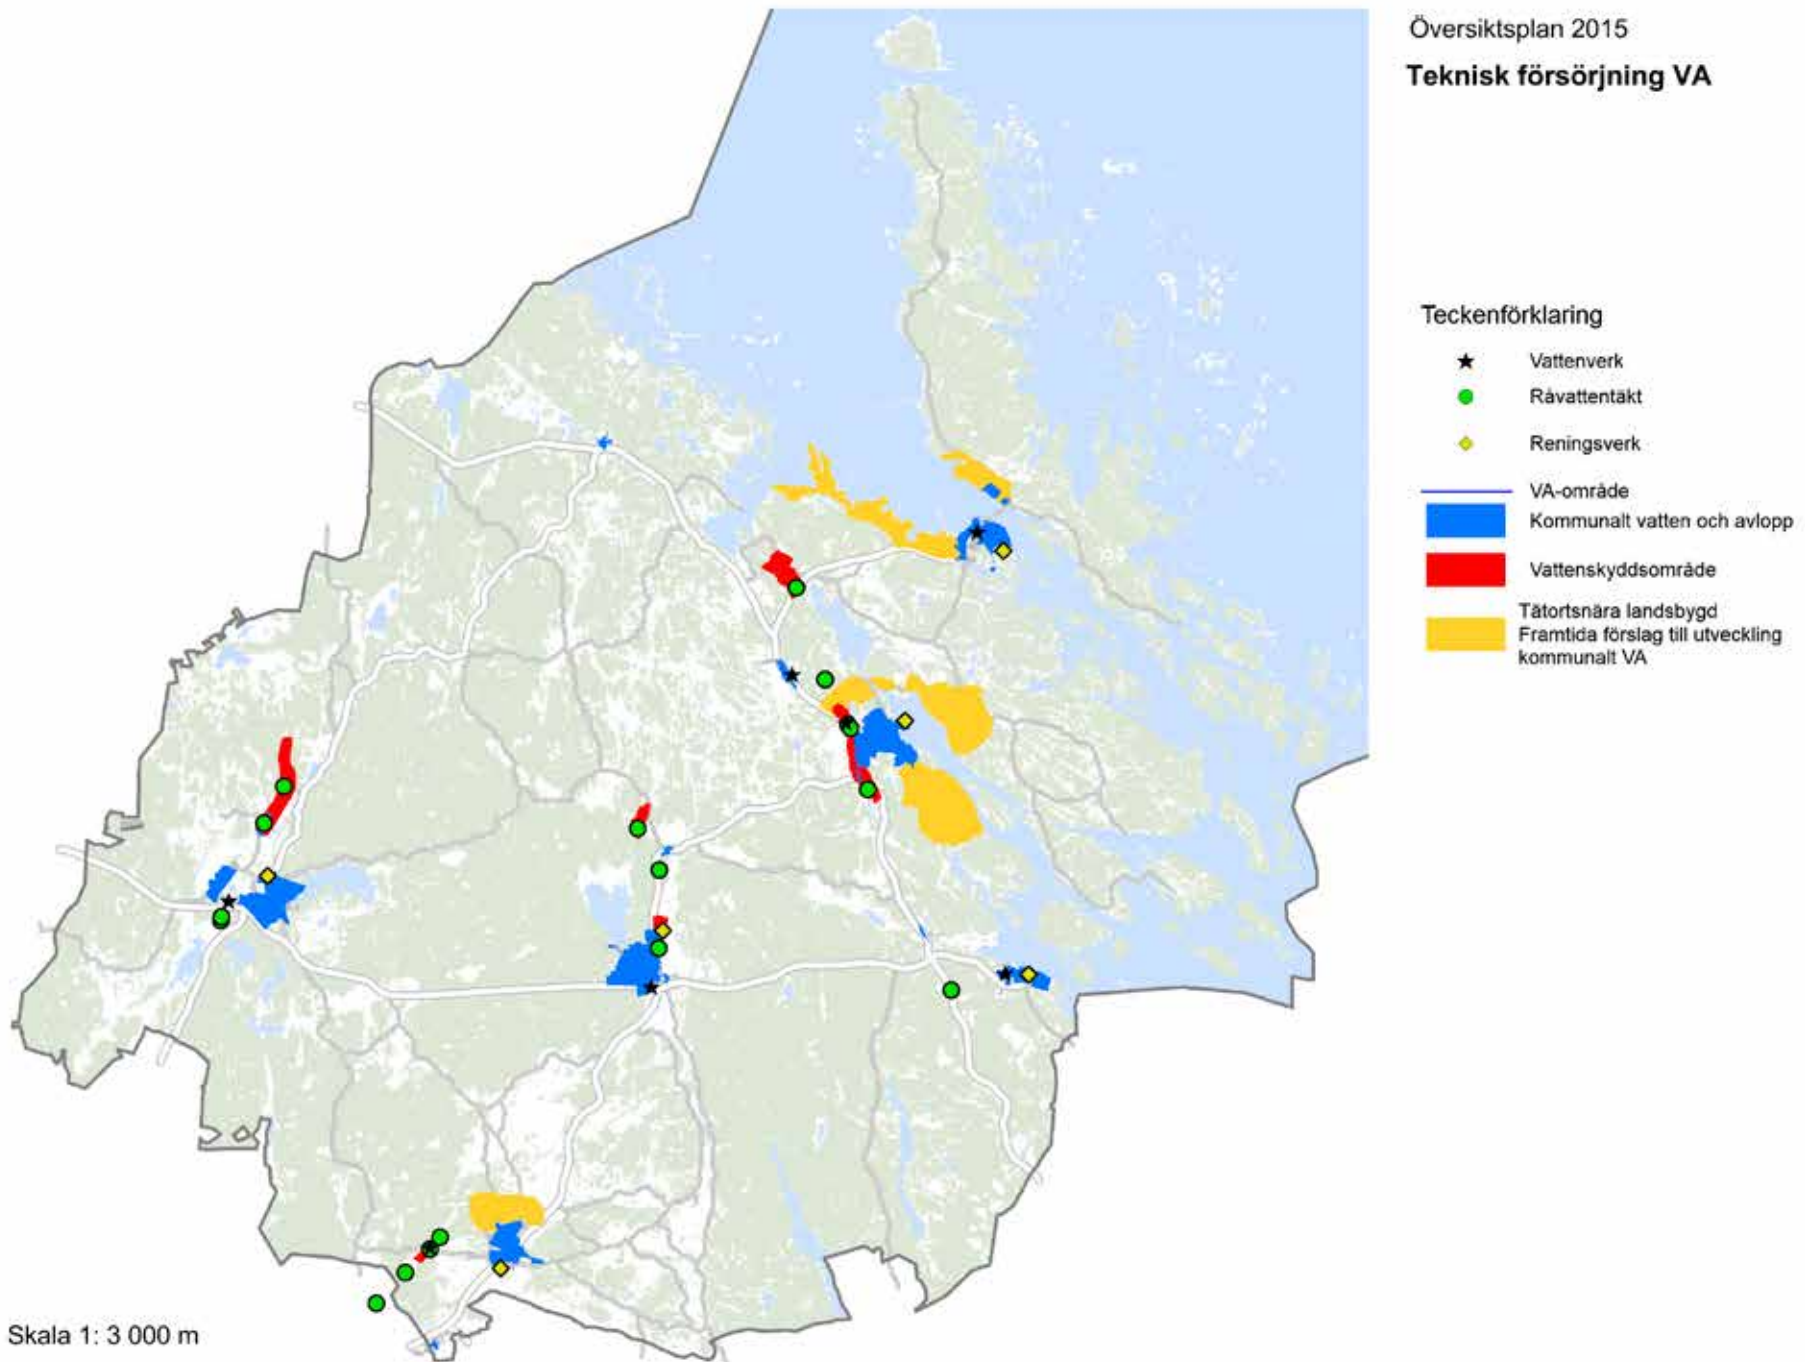 Översiktsplan 2015
Teknisk försörjning VA
Teckenförklaring
Vattenverk
Råvattentäkt
Reningsverk
VA-område
Kommunalt vatten och avlopp
Vattenskyddsområde
Tätortsnära landsbygd
Framtida förslag till utveckling
kommunalt VA
Skala 1: 3 000 m